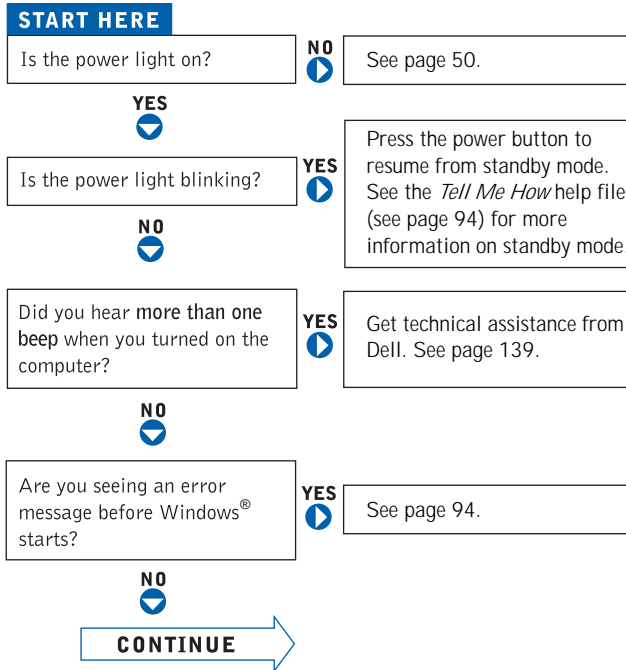 START HERE
Is the power light on?
NO
See page 50.
YES
Is the power light blinking?
YES
Press the power button to
resume from standby mode.
See the Tell Me How help file
(see page 94) for more
information on standby mode.
NO
Did you hear more than one
beep when you turned on the
computer?
YES
Get technical assistance from
Dell. See page 139.
NO
Are you seeing an error
message before Windows®
starts?
YES
See page 94.
NO
CONTINUE